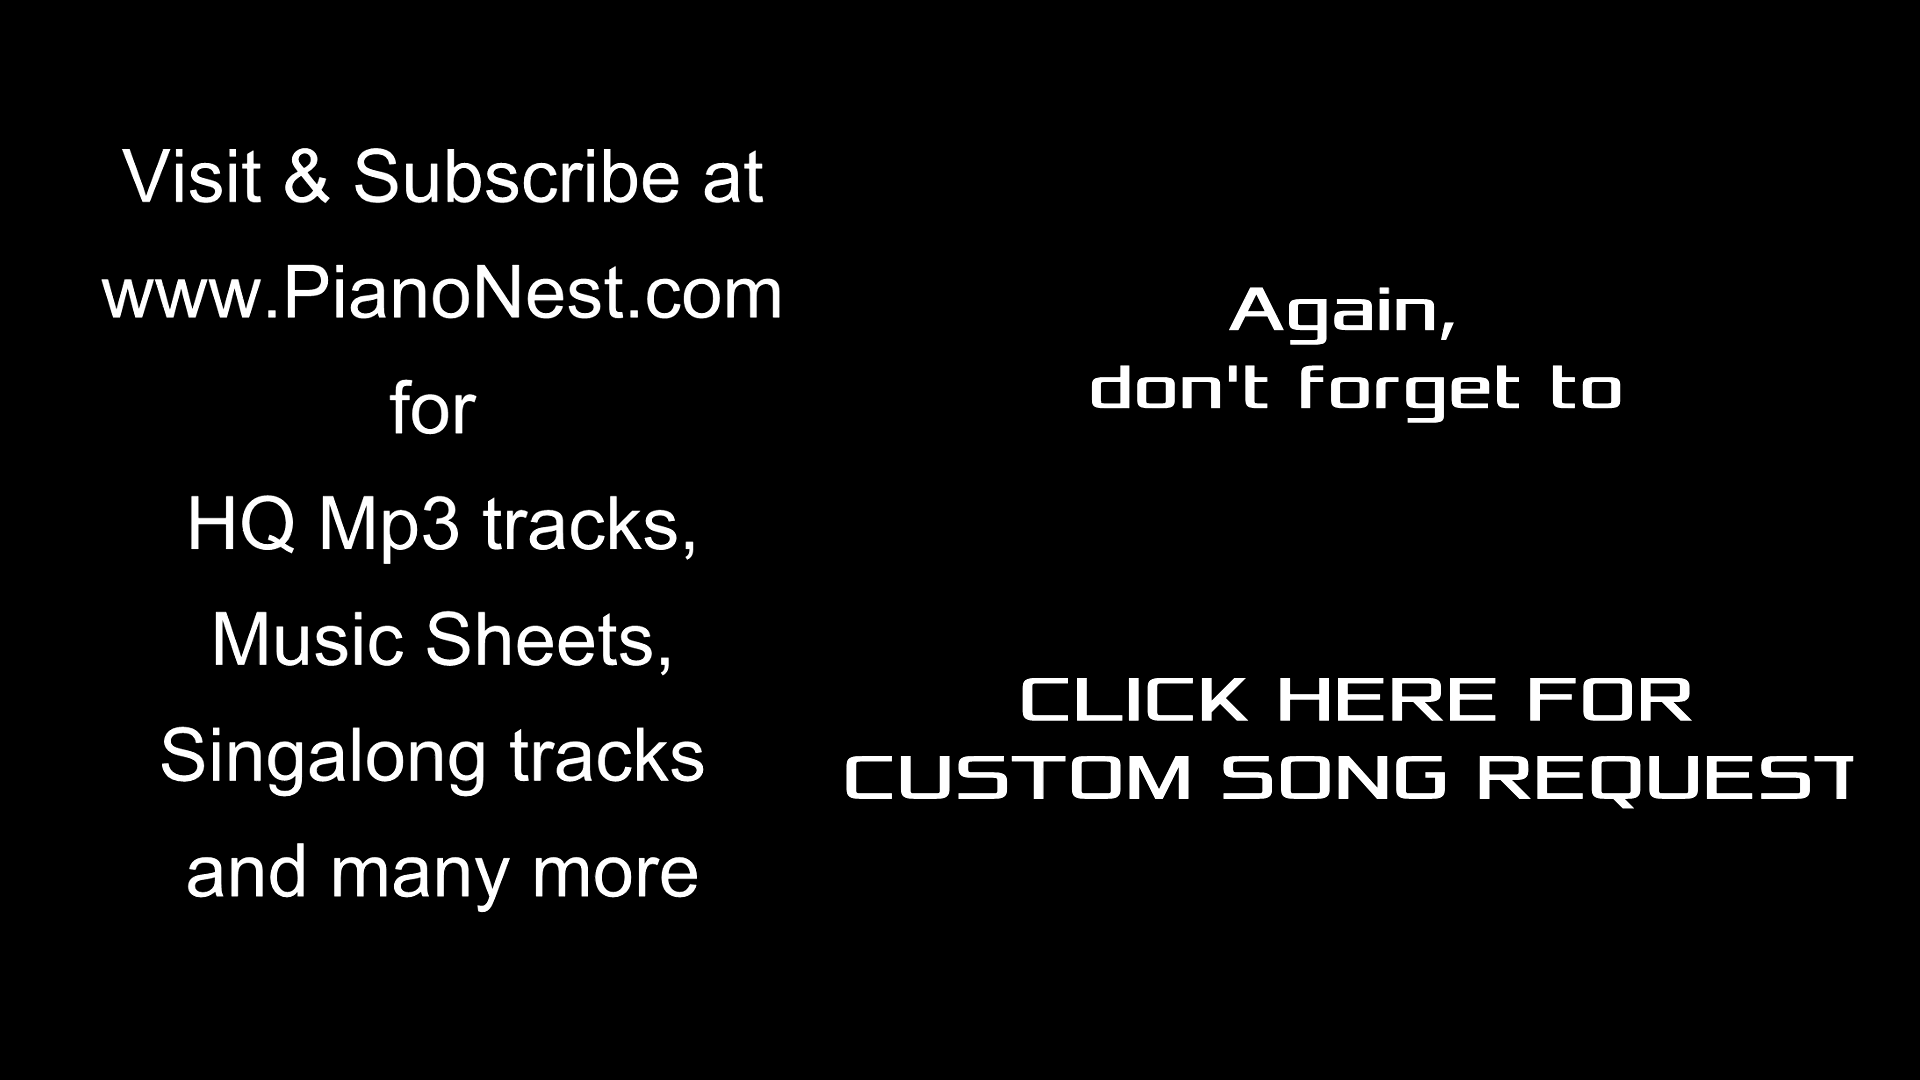 Visit & Subscribe at
www.PianoNest.com
for
HQ Mp3 tracks,
Music Sheets,
Singalong tracks
and many more
Again,
don't forget to
CLICK HERE FOR
CUSTOM SONG REQUEST